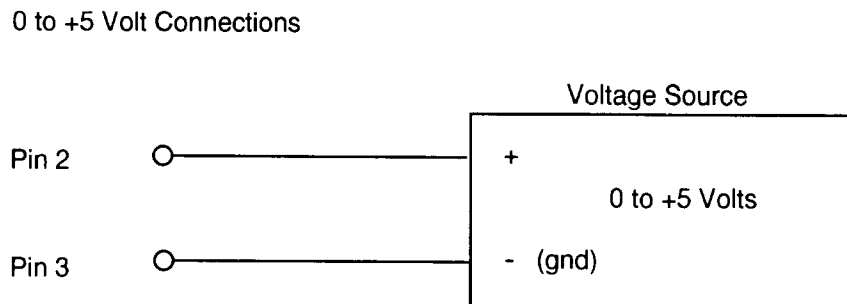 0 to +5 Volt Connections
Voltage Source
Pin 2
+
0 to +5 Volts
Pin 3
- (gnd)